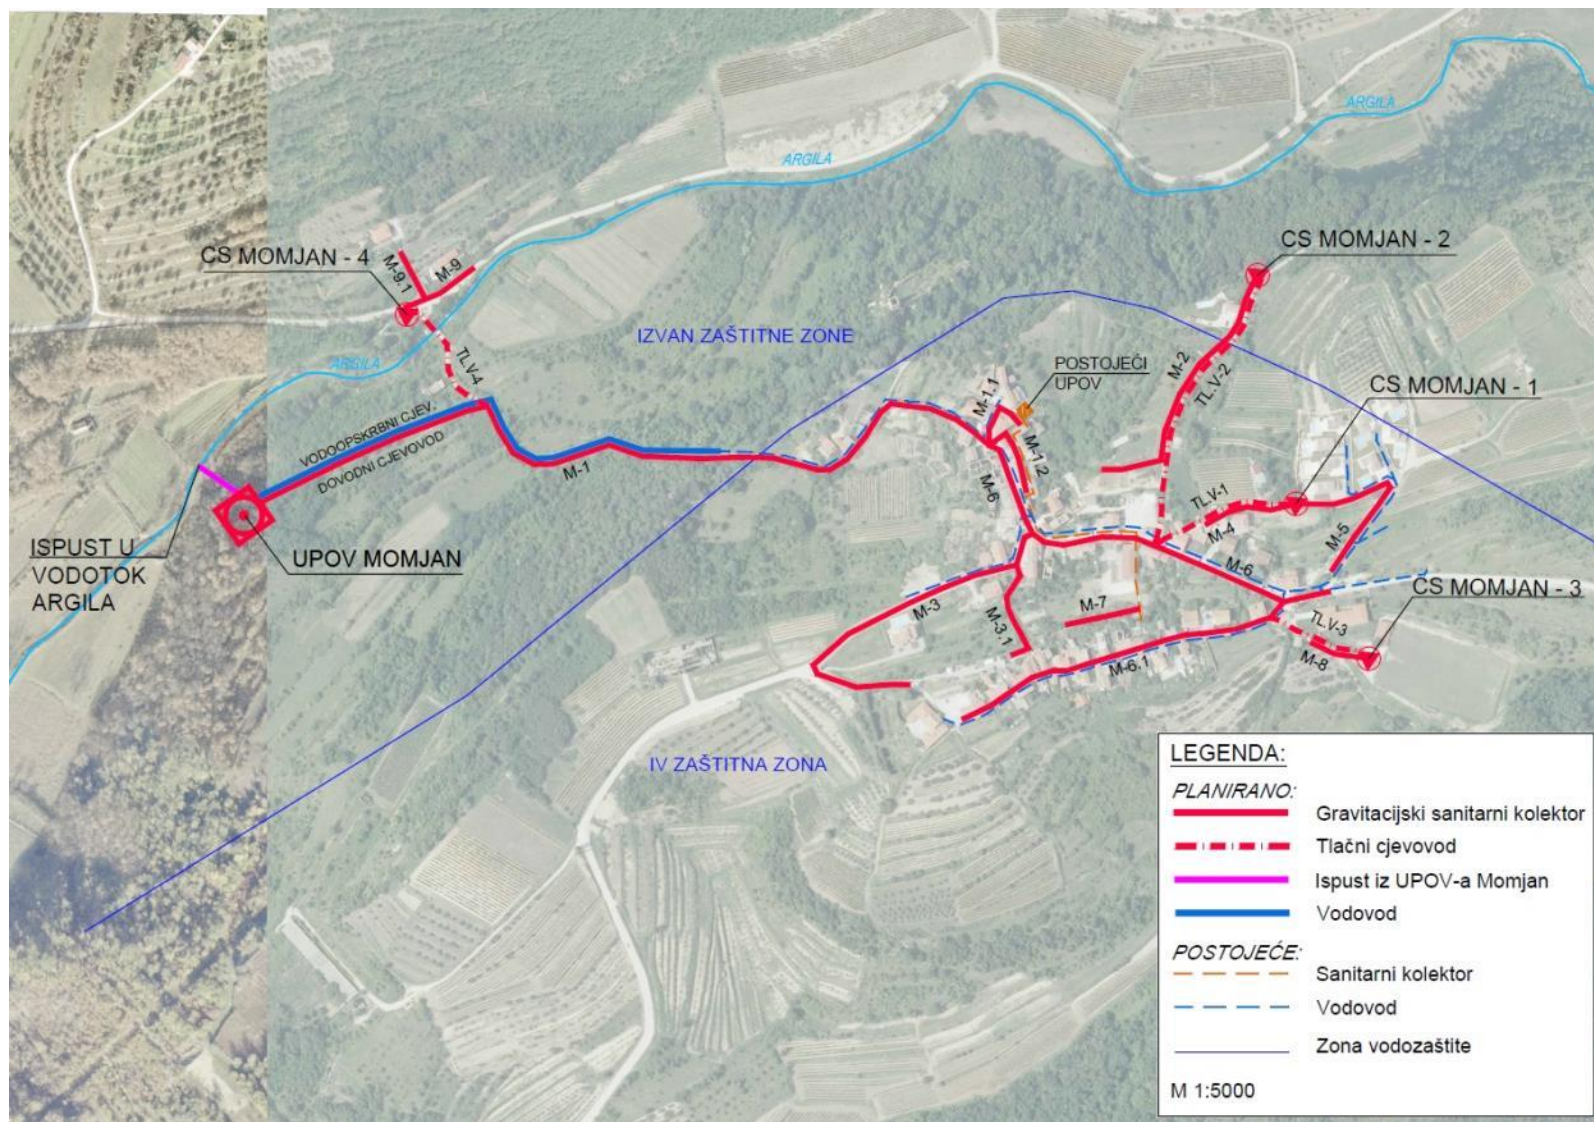 ARGILA
ARGILA
CS MOMJAN - 2
CS MOMJAN - 4
M-9.1
M-9
IZVAN ZAŠTITNE ZONE
ARGILA
TL.V-4
M-2
TL.V-2
POSTOJEĆI
UPOV
CS MOMJAN - 1
M-1.1
VODOOPSKRBNI CJEV.
DOVODNI CJEVOVOD
M-1
M-1.2
M-6
TL.V-1
M-4
M-5
ISPUST U
VODOTOK
ARGILA
UPOV MOMJAN
M-6
CS MOMJAN - 3
M-3
M-7
M-3.1
TL.V-3
M-8
M-6.1
IV ZAŠTITNA ZONA
LEGENDA:
PLANIRANO:
Gravitacijski sanitarni kolektor
Tlačni cjevovod
Ispust iz UPOV-a Momjan
Vodovod
POSTOJEĆE:
Sanitarni kolektor
Vodovod
Zona vodozaštite
M 1:5000